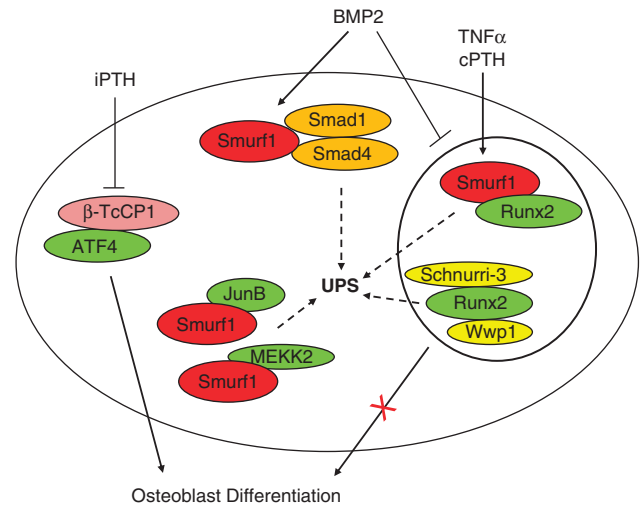 BMP2
TNFα
cPTH
iPTH
Smad1
Smurf1
Smad4
Smurf1
Runx2
β-TcCP1
ATF4
Schnurri-3
UPS
JunB
Runx2
Smurf1
Wwp1
MEKK2
Smurf1
Osteoblast Differentiation